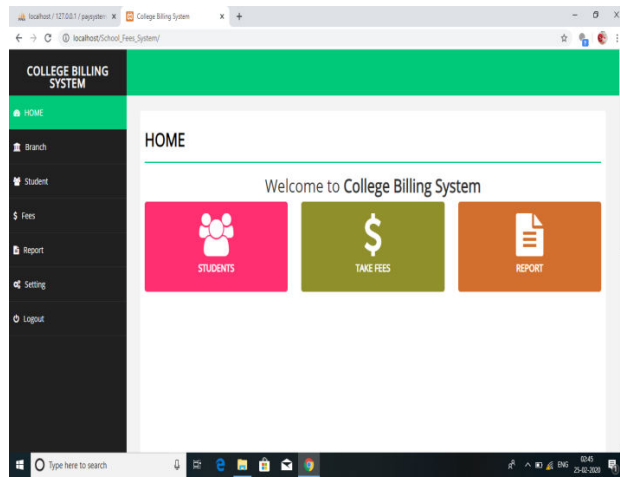 localhost / 127.0.0.1 / paysystem
College Billing System
localhost/School_Fees_System/
COLLEGE BILLING
SYSTEM
HOME
Branch
Student
$ Fees
Report
Setting
Logout
HOME
Welcome to College Billing System
STUDENTS
TAKE FEES
REPORT
Type here to search
ENG
02:45
25-02-2020